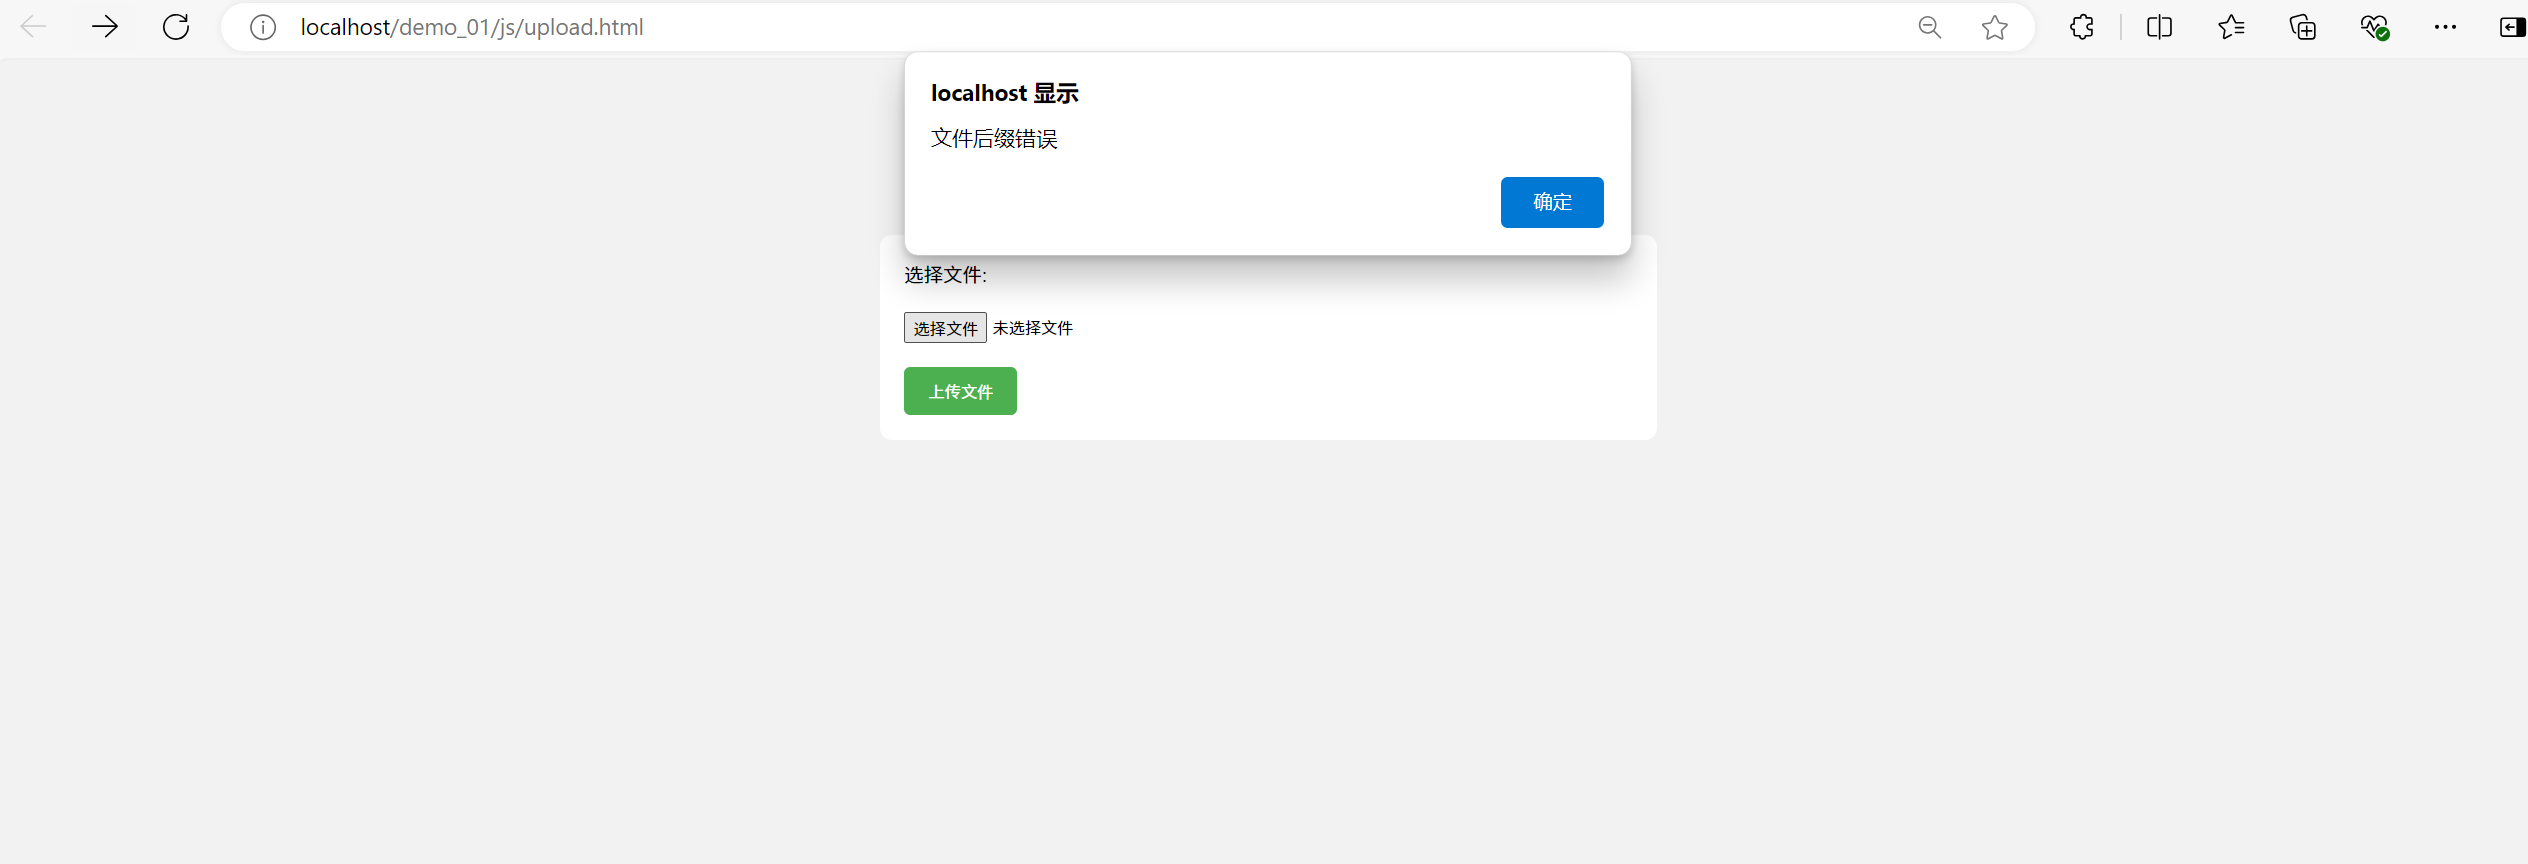 localhost/demo_01/js/upload.html
localhost 显示
文件后缀错误
确定
选择文件:
选择文件 未选择文件
上传文件